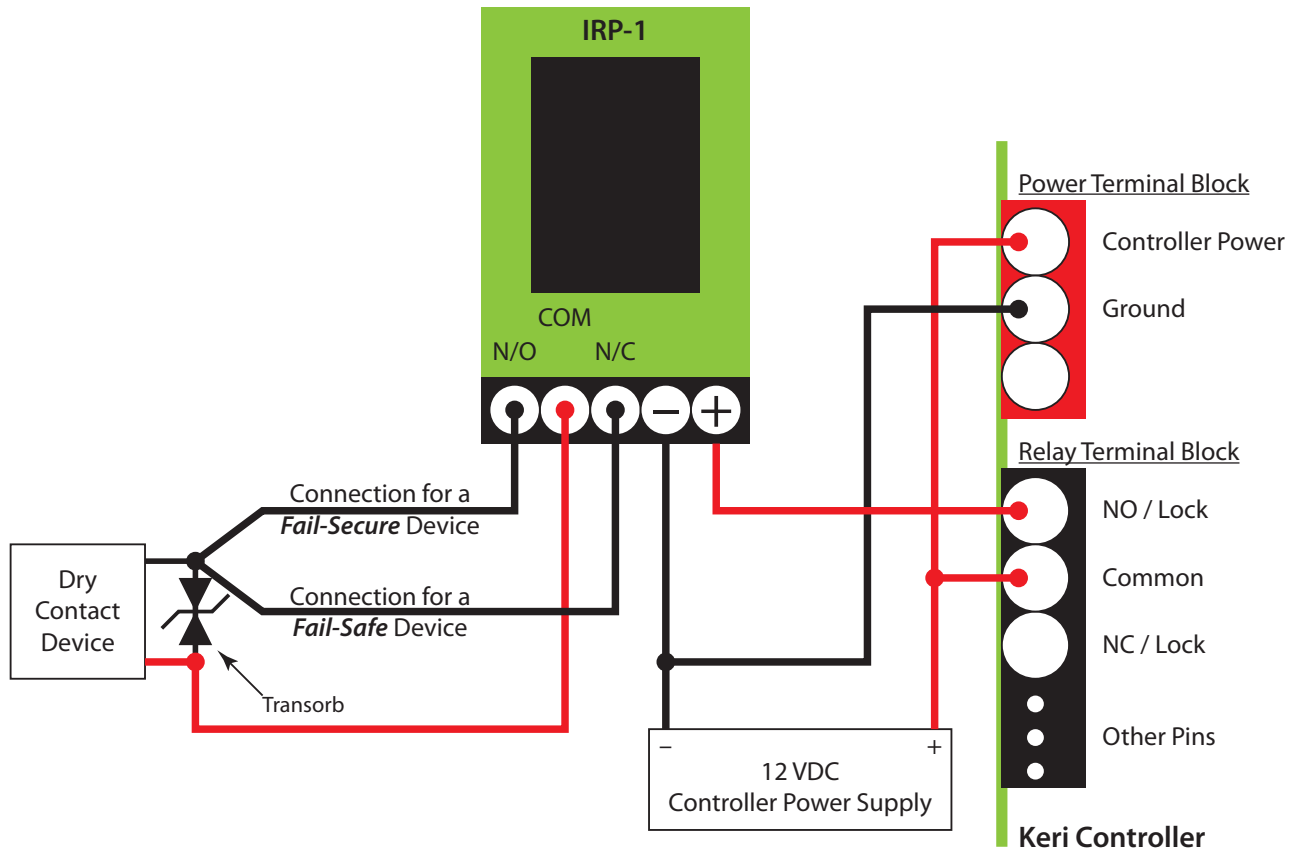 IRP-1
COM
N/O
N/C
−
+
Power Terminal Block
Controller Power
Ground
Relay Terminal Block
NO / Lock
Common
NC / Lock
Other Pins
Keri Controller
Connection for a
Fail-Secure Device
Connection for a
Fail-Safe Device
Dry
Contact
Device
Transorb
−
+
12 VDC
Controller Power Supply